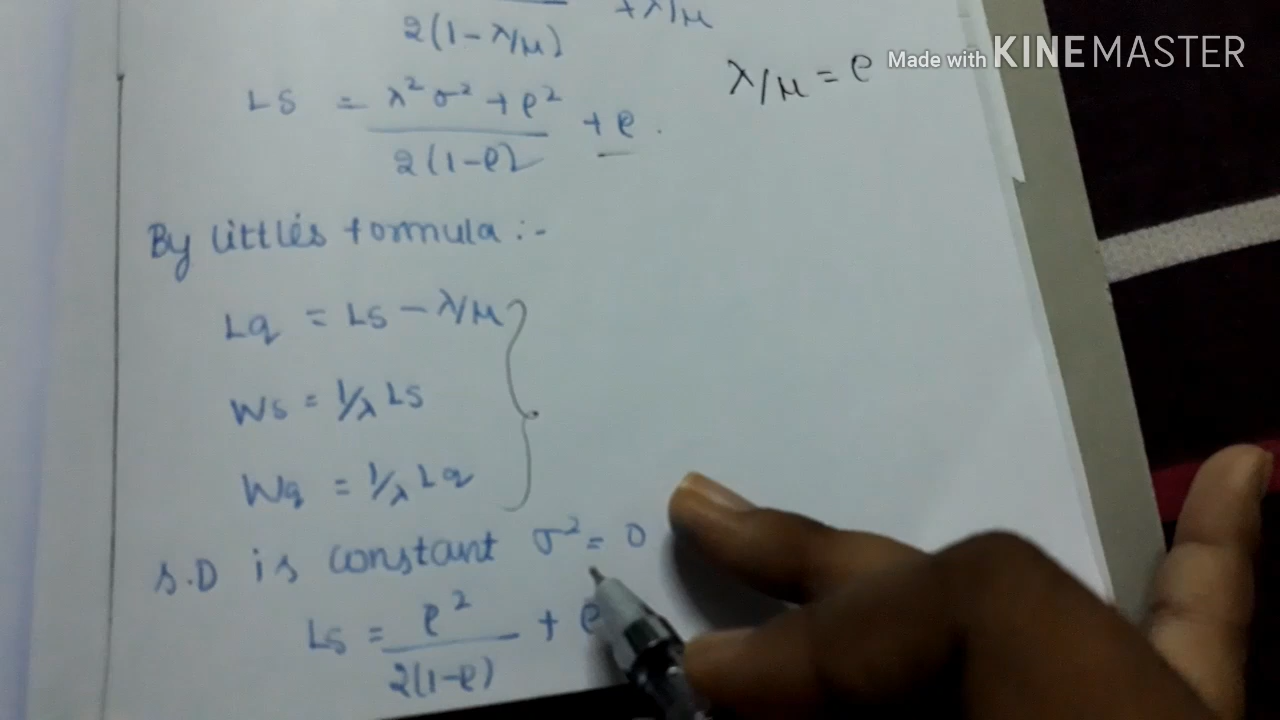 2(1-λ/μ) +λ/μ
λ/μ = ρ
Made with KINEMASTER
LS = λ²σ²+ρ² / 2(1-ρ) + ρ.
By little's formula :-
Lq = LS - λ/μ
WS = 1/λ LS
Wq = 1/λ Lq
S.D is constant σ² = 0
LS = ρ² / 2(1-ρ) + ρ